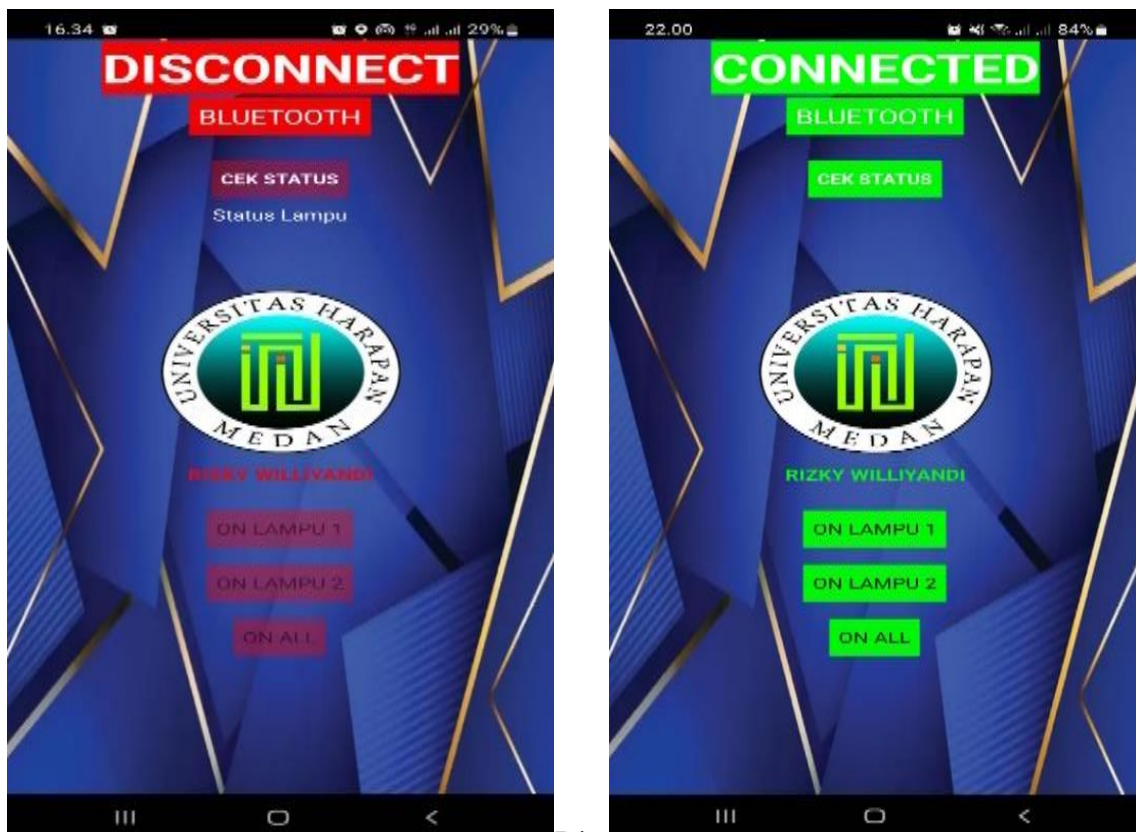 16.34
29%
DISCONNECT
BLUETOOTH
CEK STATUS
Status Lampu
UNIVERSITAS HARAPAN
MEDAN
RIZKY WILLIYANDI
ON LAMPU 1
ON LAMPU 2
ON ALL
22.00
84%
CONNECTED
BLUETOOTH
CEK STATUS
UNIVERSITAS HARAPAN
MEDAN
RIZKY WILLIYANDI
ON LAMPU 1
ON LAMPU 2
ON ALL